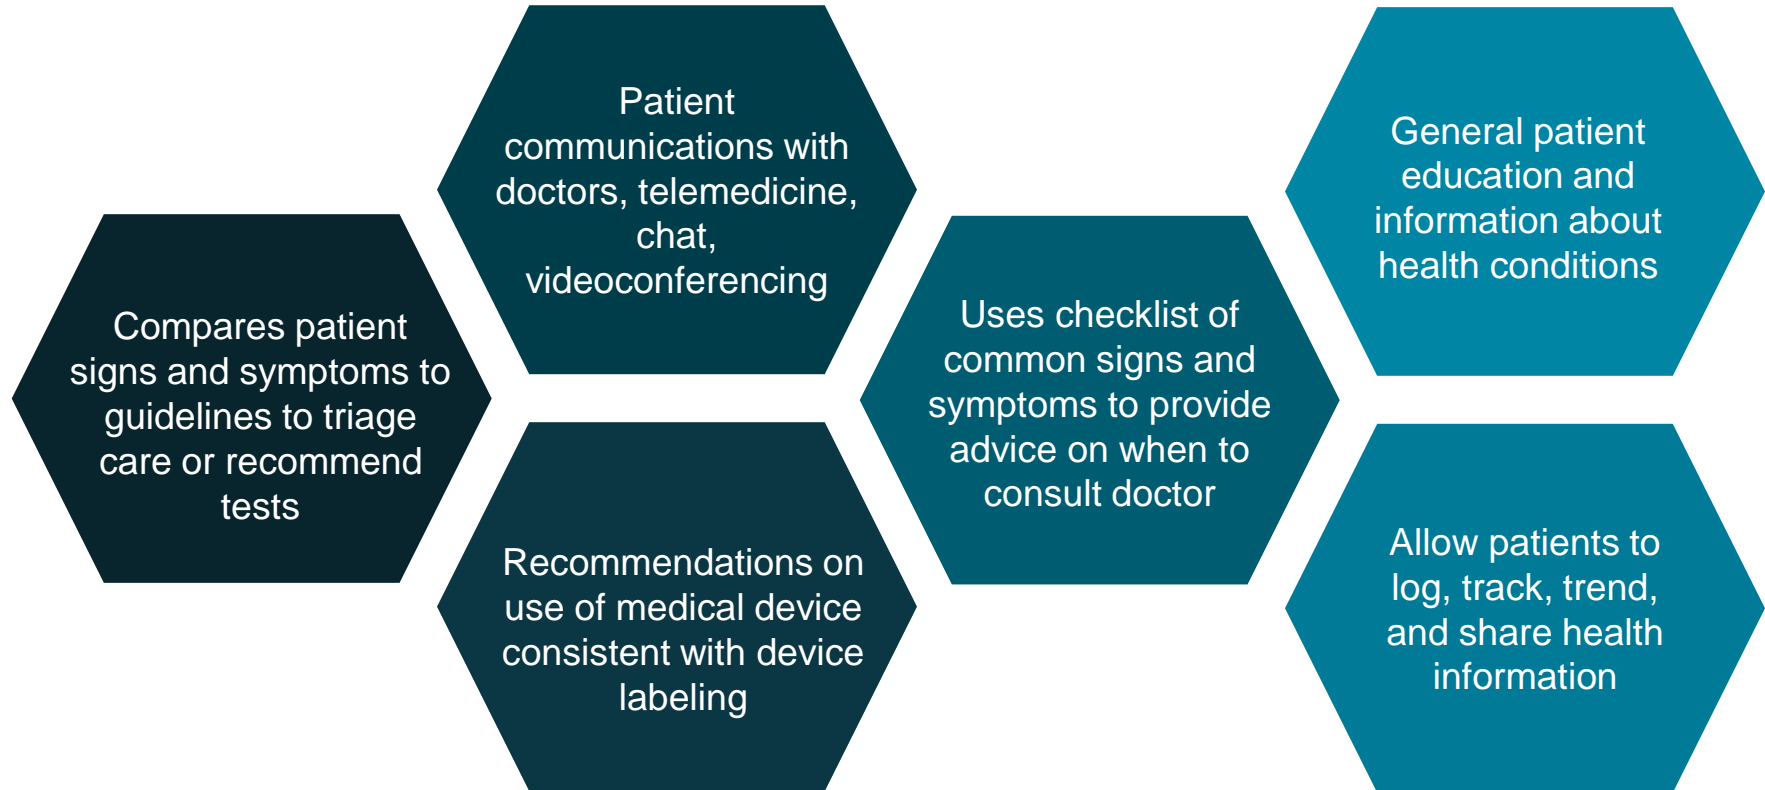 Compares patient
signs and symptoms to
guidelines to triage
care or recommend
tests
Patient
communications with
doctors, telemedicine,
chat,
videoconferencing
Recommendations on
use of medical device
consistent with device
labeling
Uses checklist of
common signs and
symptoms to provide
advice on when to
consult doctor
General patient
education and
information about
health conditions
Allow patients to
log, track, trend,
and share health
information